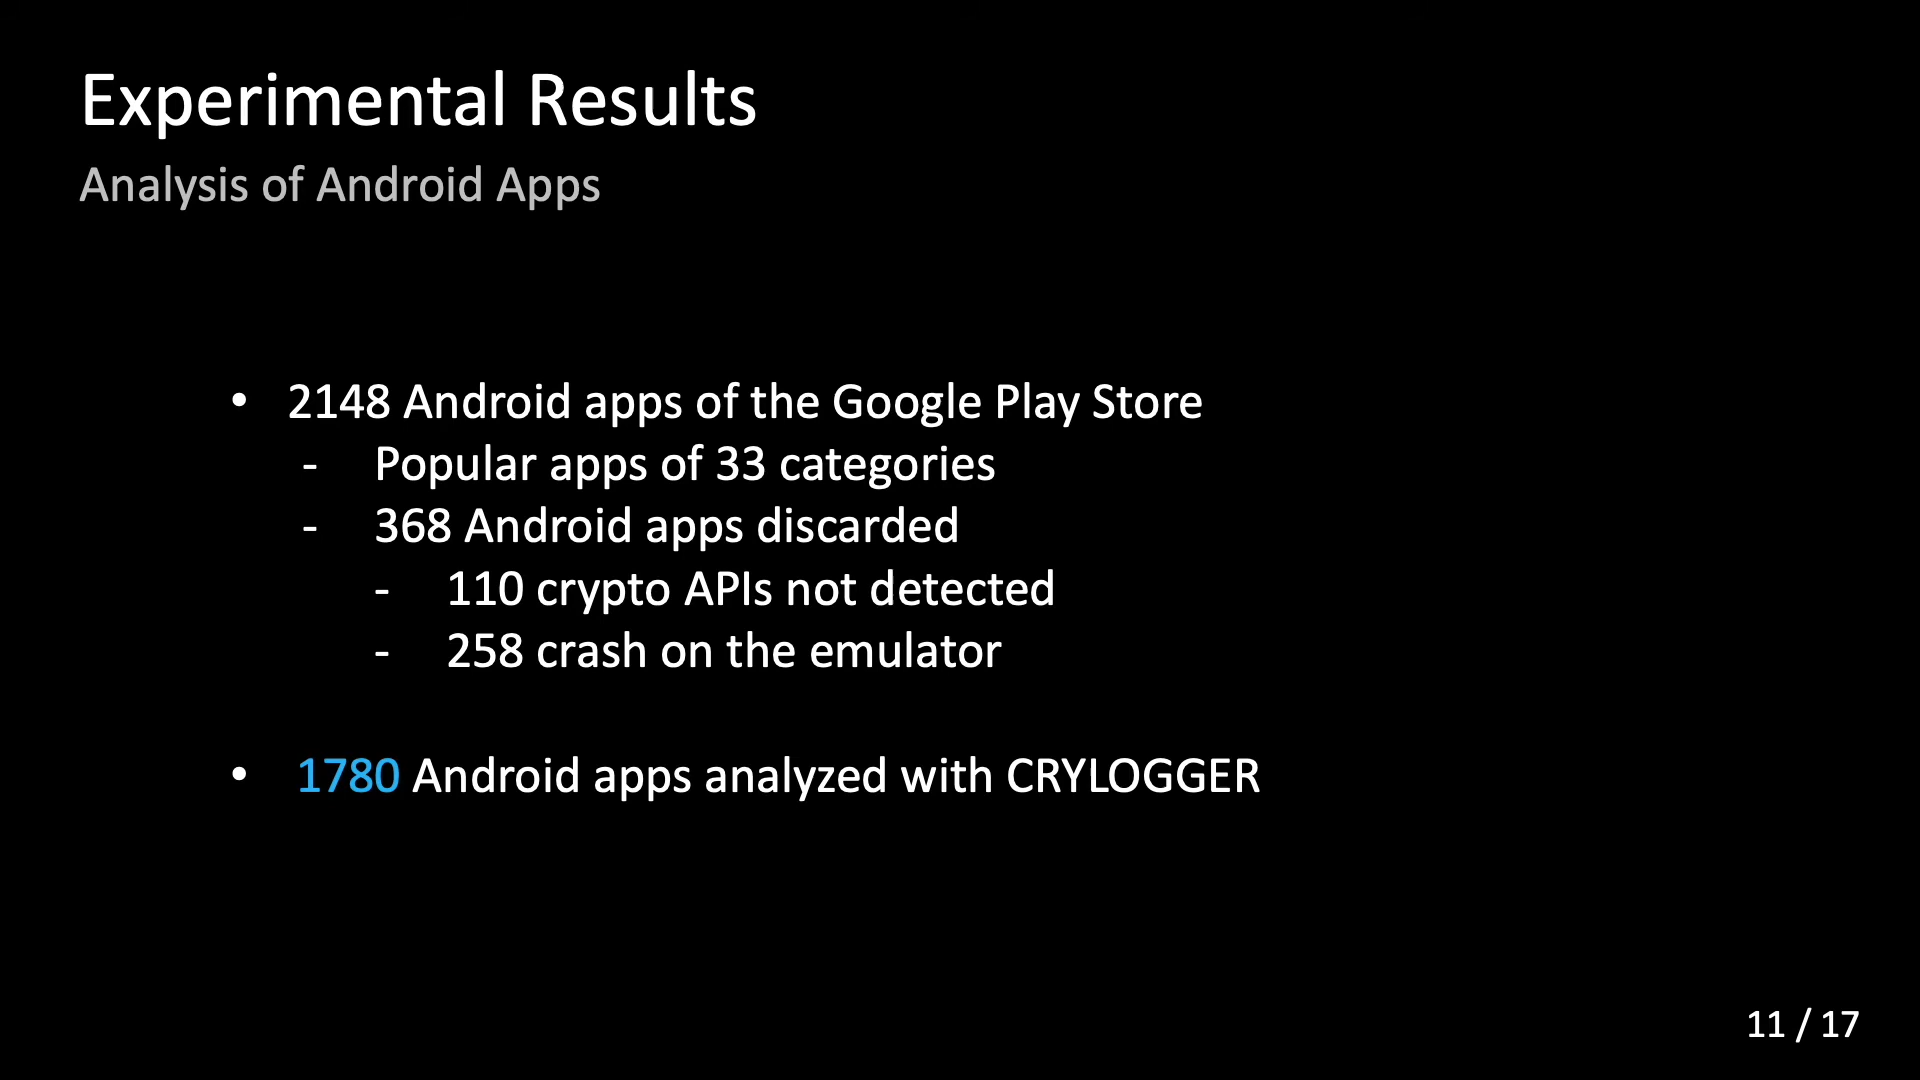 Experimental Results
Analysis of Android Apps
• 2148 Android apps of the Google Play Store
- Popular apps of 33 categories
- 368 Android apps discarded
- 110 crypto APIs not detected
- 258 crash on the emulator
• 1780 Android apps analyzed with CRYLOGGER
11 / 17